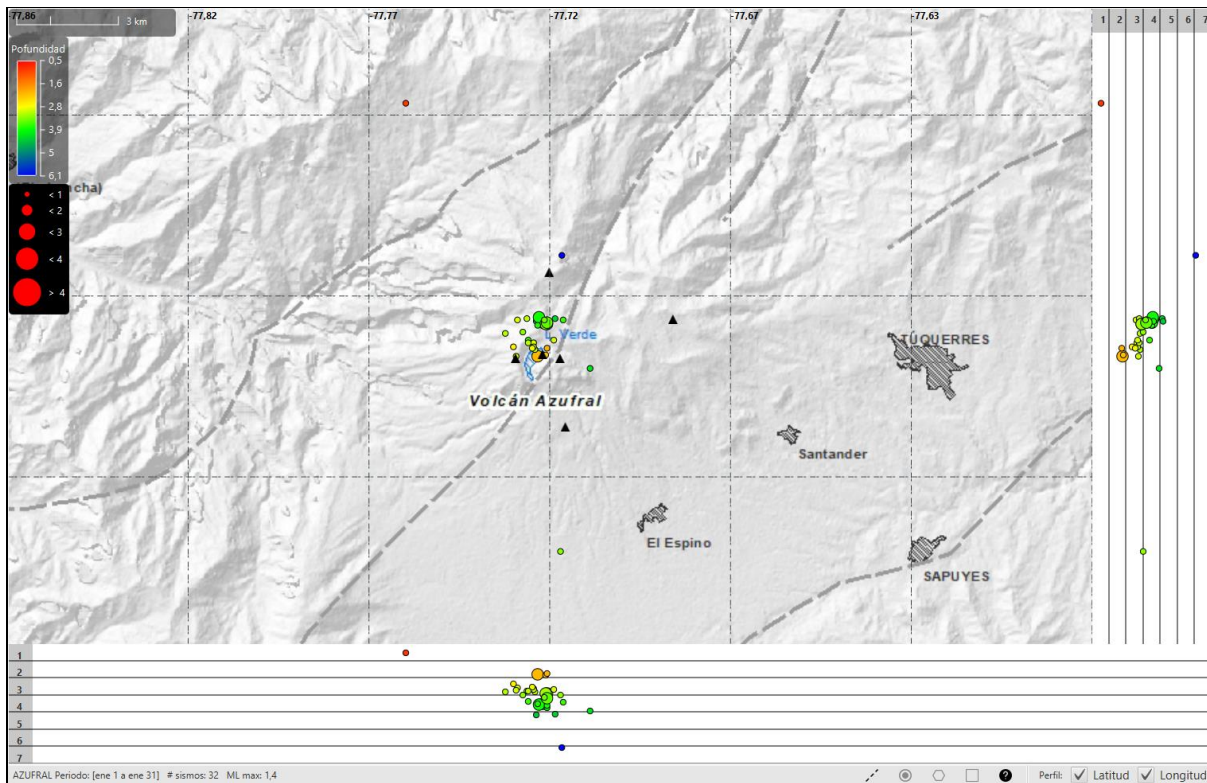 -77,86 -77,82 -77,77 -77,72 -77,67 -77,63
3 km
1 2 3 4 5 6 7
Pofundidad
0,5
1,6
2,8
3,9
5
6,1
< 1
< 2
< 3
< 4
> 4
Verde
TÚQUERRES
Volcán Azufral
Santander
El Espino
SAPUYES
1
2
3
4
5
6
7
AZUFRAL Periodo: [ene 1 a ene 31] # sismos: 32 ML max: 1,4 ? Perfil: Latitud Longitud